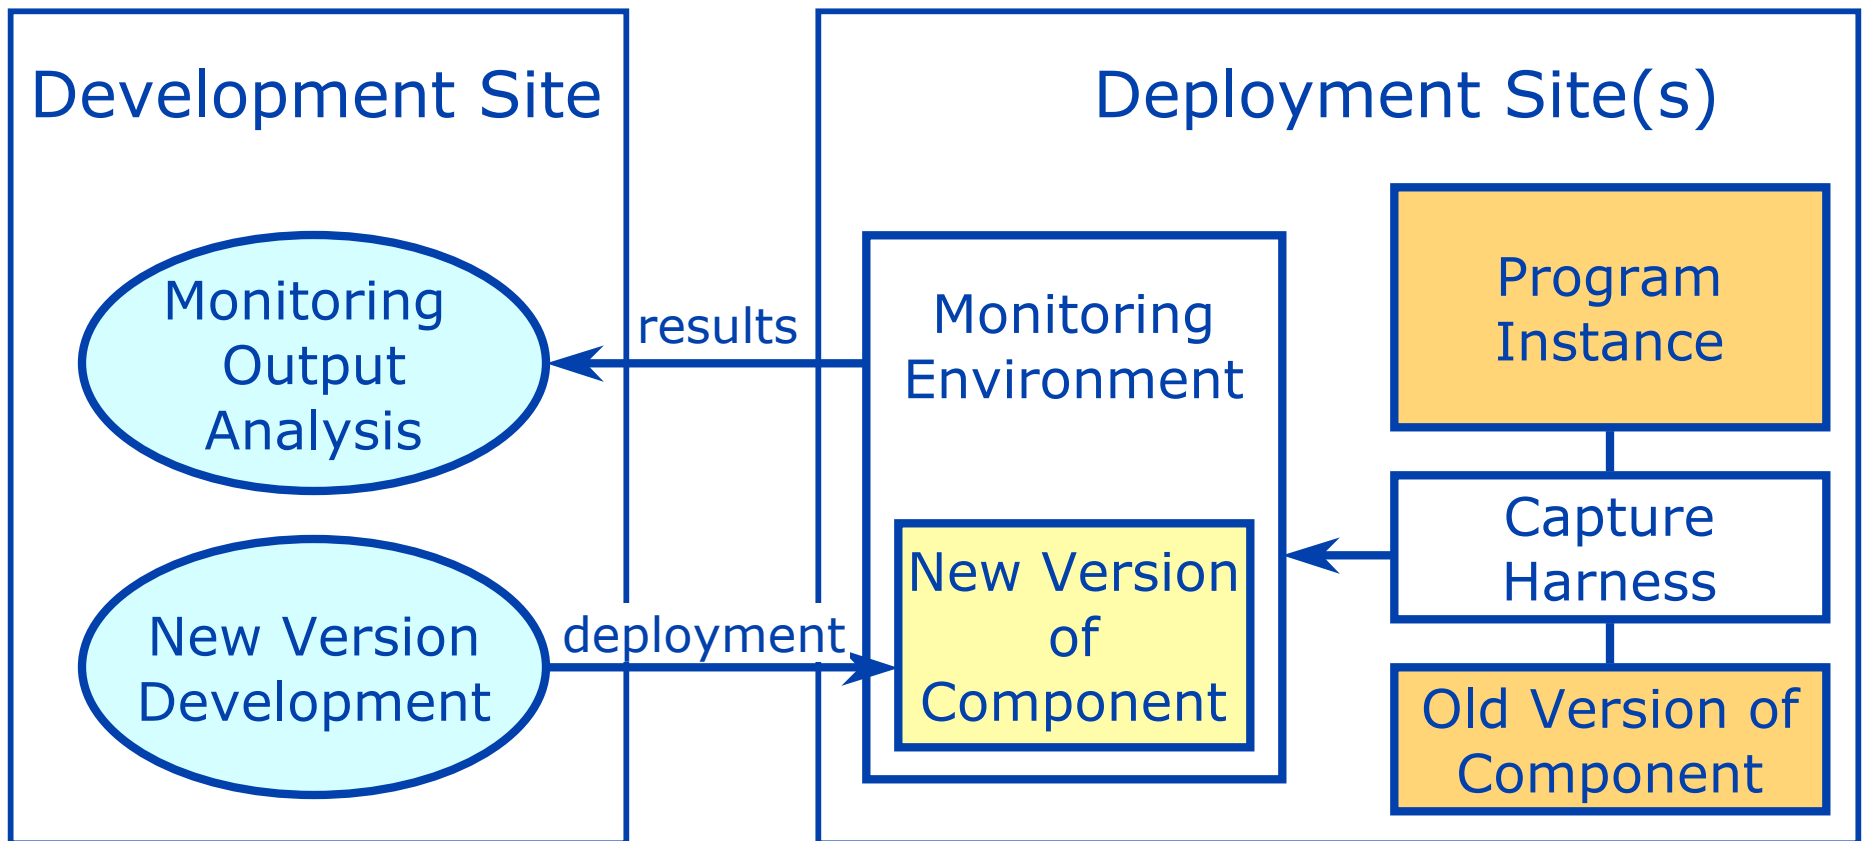 Development Site
Monitoring
Output
Analysis
New Version
Development
results
deployment
Deployment Site(s)
Monitoring
Environment
New Version
of
Component
Program
Instance
Capture
Harness
Old Version of
Component